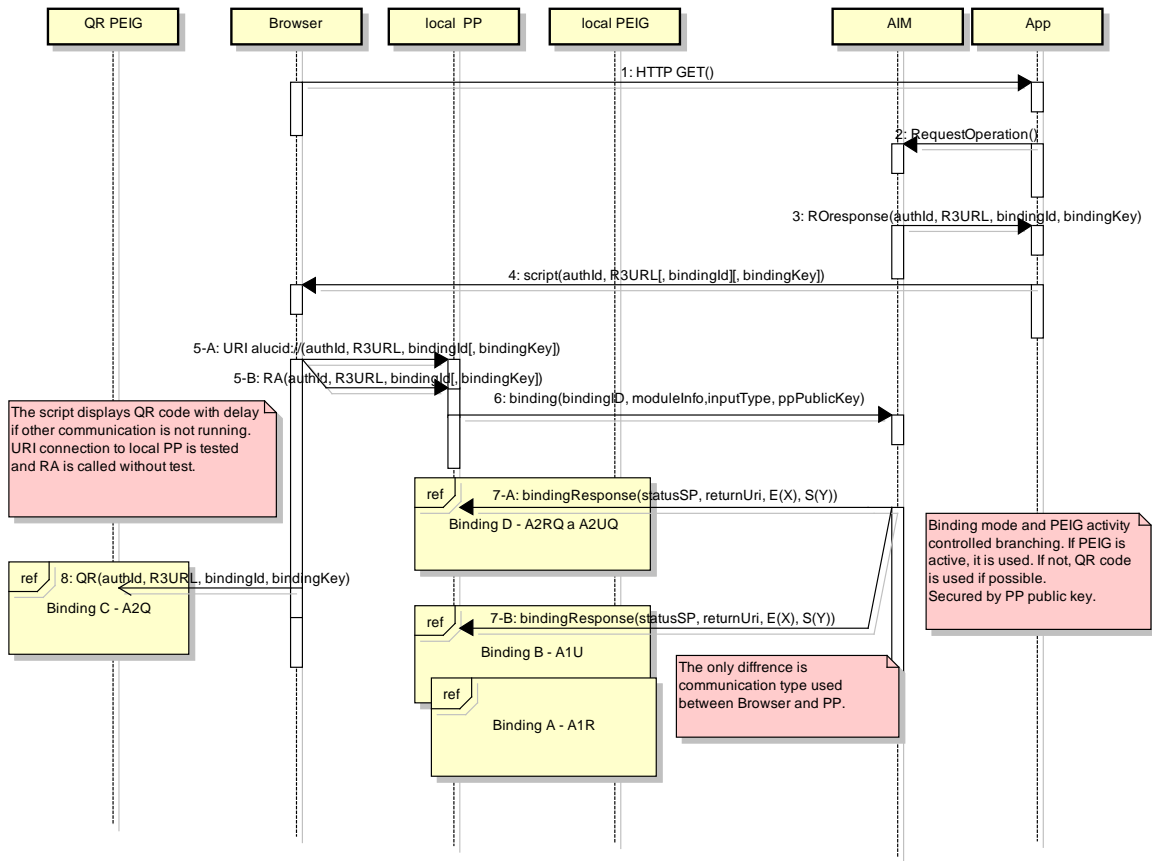 QR PEIG
Browser
local  PP
local PEIG
AIM
App
1: HTTP GET()
2: RequestOperation()
3: ROresponse(authId, R3URL, bindingId, bindingKey)
4: script(authId, R3URL[, bindingId][, bindingKey])
5-A: URI alucid://(authId, R3URL, bindingId[, bindingKey])
5-B: RA(authId, R3URL, bindingId[, bindingKey])
6: binding(bindingID, moduleInfo,inputType, ppPublicKey)
The script displays QR code with delay
if other communication is not running.
URI connection to local PP is tested
and RA is called without test.
ref
7-A: bindingResponse(statusSP, returnUri, E(X), S(Y))
Binding D - A2RQ a A2UQ
Binding mode and PEIG activity
controlled branching. If PEIG is
active, it is used. If not, QR code
is used if possible.
Secured by PP public key.
ref
8: QR(authId, R3URL, bindingId, bindingKey)
Binding C - A2Q
ref
7-B: bindingResponse(statusSP, returnUri, E(X), S(Y))
Binding B - A1U
The only diffrence is
communication type used
between Browser and PP.
ref
Binding A - A1R